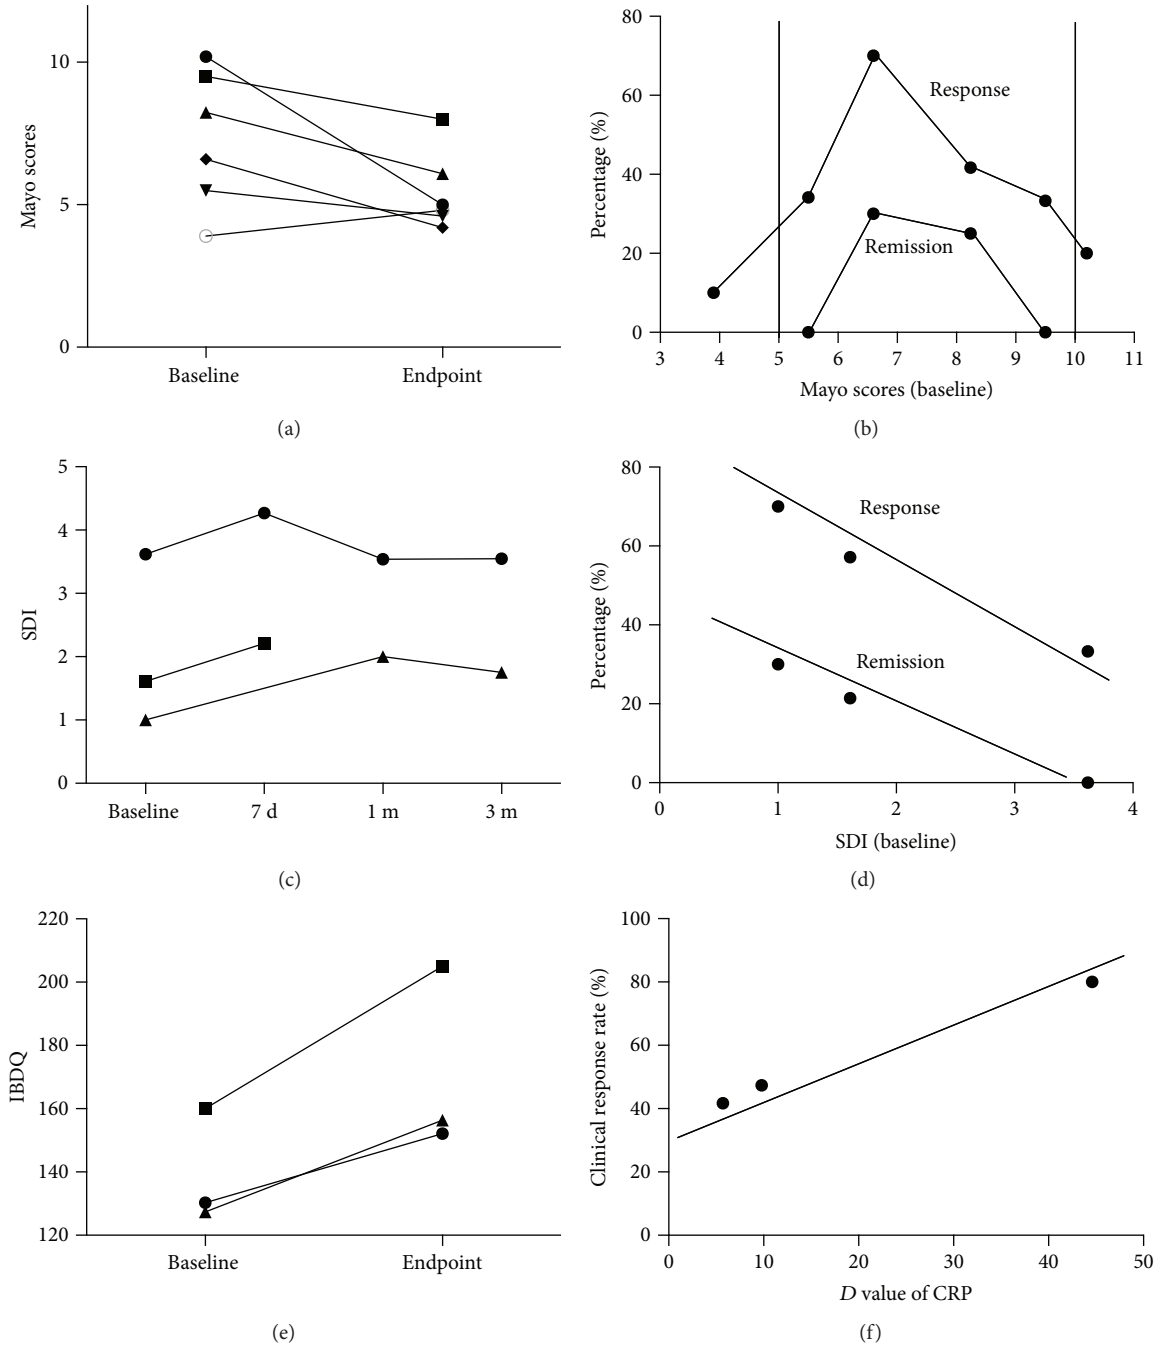 10
5
0
Mayo scores
Baseline
Endpoint
(a)
80
60
40
20
0
Percentage (%)
Response
Remission
3 4 5 6 7 8 9 10 11
Mayo scores (baseline)
(b)
5
4
3
2
1
0
SDI
Baseline
7 d
1 m
3 m
(c)
80
60
40
20
0
Percentage (%)
Response
Remission
0 1 2 3 4
SDI (baseline)
(d)
220
200
180
160
140
120
IBDQ
Baseline
Endpoint
(e)
100
80
60
40
20
0
Clinical response rate (%)
0 10 20 30 40 50
D value of CRP
(f)